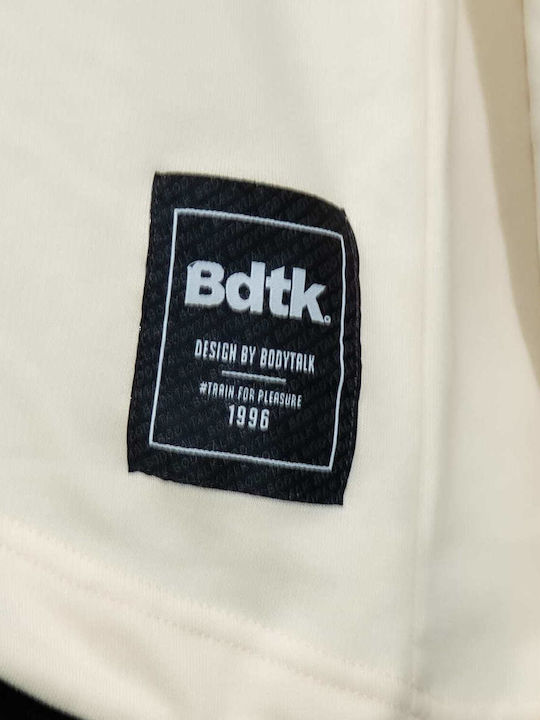 Bdtk.
DESIGN BY BODYTALK
#TRAIN FOR PLEASURE
1996